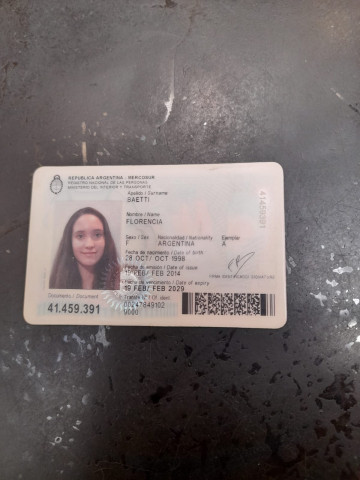 REPUBLICA ARGENTINA - MERCOSUR
REGISTRO NACIONAL DE LAS PERSONAS
MINISTERIO DEL INTERIOR Y TRANSPORTE
Apellido / Surname
BAETTI
Nombre / Name
FLORENCIA
Sexo / Sex Nacionalidad / Nationality Ejemplar
F ARGENTINA A
Fecha de nacimiento / Date of birth
28 OCT/ OCT 1998
Fecha de emisión / Date of issue
19 FEB/ FEB 2014
Fecha de vencimiento / Date of expiry
19 FEB/ FEB 2029
FIRMA IDENTIFICADO / SIGNATURE
Documento / Document
41.459.391
Trámite Nº / Of. ident.
00247849102
41459391